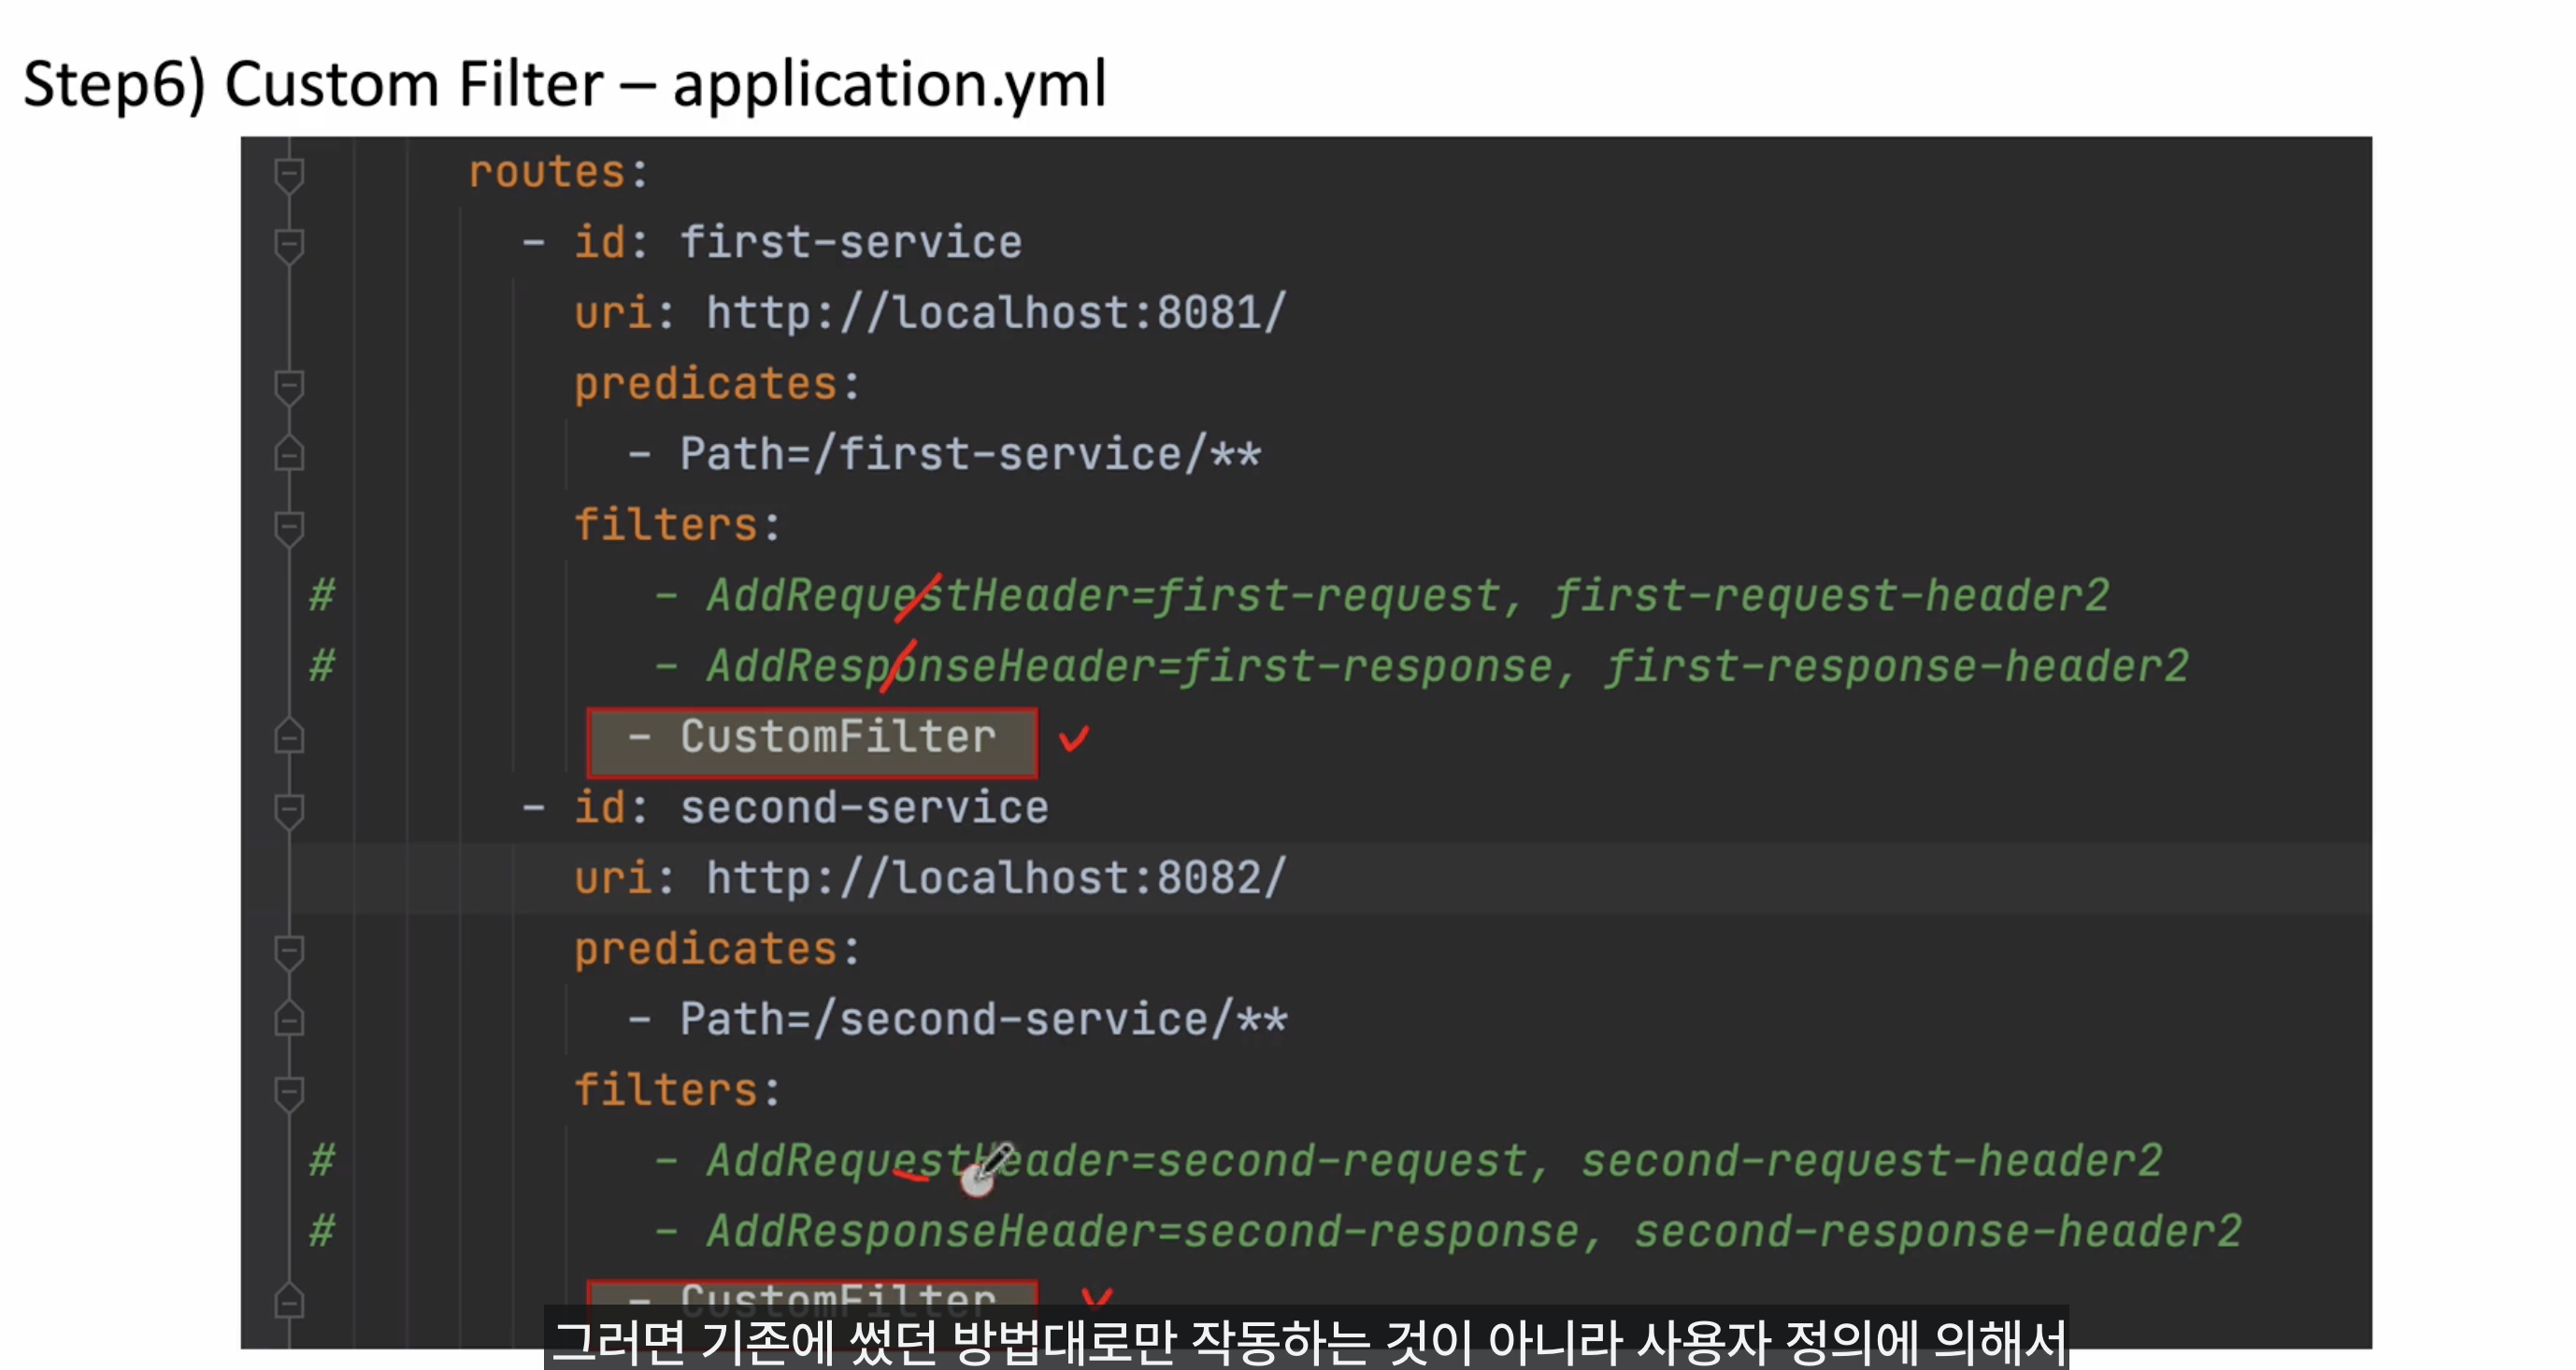 Step6) Custom Filter – application.yml
routes:
- id: first-service
uri: http://localhost:8081/
predicates:
- Path=/first-service/**
filters:
# - AddRequestHeader=first-request, first-request-header2
# - AddResponseHeader=first-response, first-response-header2
- CustomFilter
- id: second-service
uri: http://localhost:8082/
predicates:
- Path=/second-service/**
filters:
# - AddRequestHeader=second-request, second-request-header2
# - AddResponseHeader=second-response, second-response-header2
- CustomFilter
그러면 기존에 썼던 방법대로만 작동하는 것이 아니라 사용자 정의에 의해서